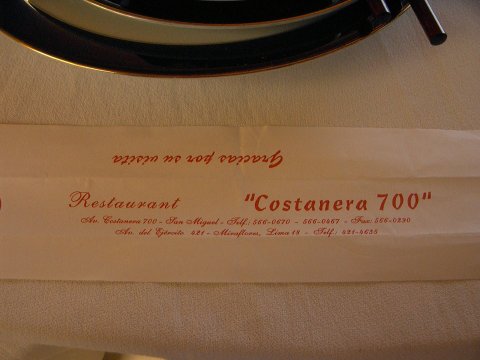 Gracias por su visita
Restaurant "Costanera 700"
Av. Costanera 700 - San Miguel - Telf.: 566-0670 - 566-0467 - Fax: 566-0230
Av. del Ejército 421 - Miraflores, Lima 18 - Telf.: 421-4635